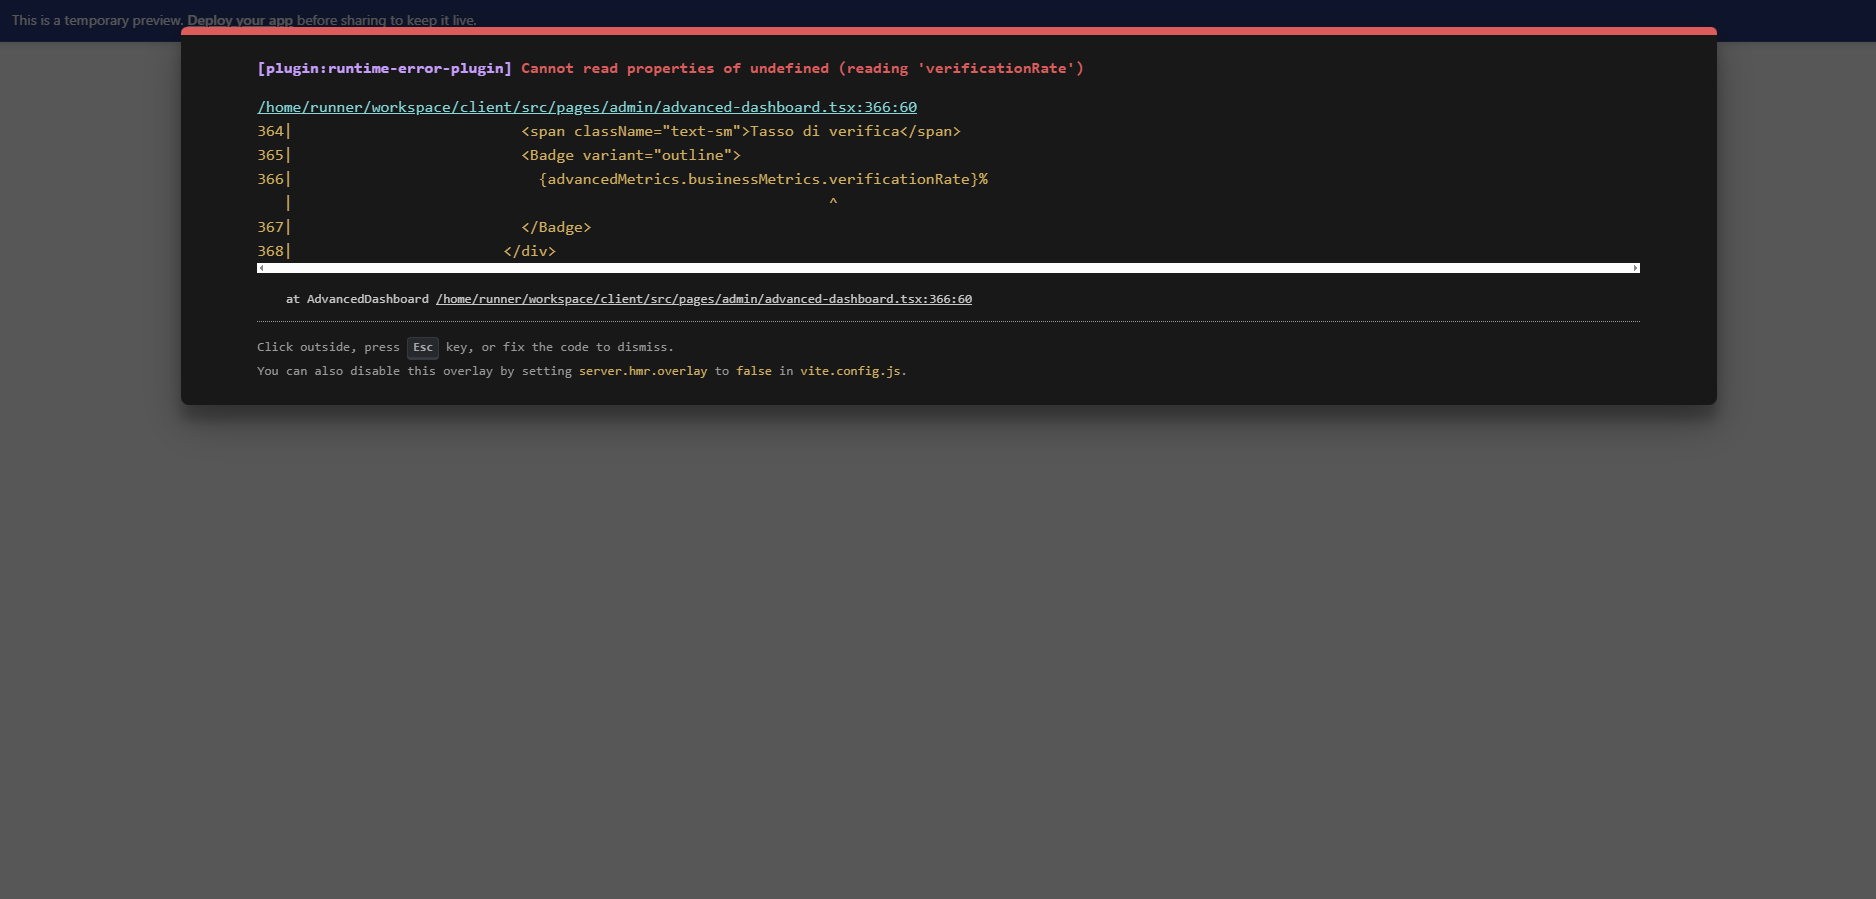 This is a temporary preview. Deploy your app before sharing to keep it live.
[plugin:runtime-error-plugin] Cannot read properties of undefined (reading 'verificationRate')
/home/runner/workspace/client/src/pages/admin/advanced-dashboard.tsx:366:60
364|                          <span className="text-sm">Tasso di verifica</span>
365|                          <Badge variant="outline">
366|                            {advancedMetrics.businessMetrics.verificationRate}%
   |                                                             ^
367|                          </Badge>
368|                        </div>
at AdvancedDashboard /home/runner/workspace/client/src/pages/admin/advanced-dashboard.tsx:366:60
Click outside, press Esc key, or fix the code to dismiss.
You can also disable this overlay by setting server.hmr.overlay to false in vite.config.js.